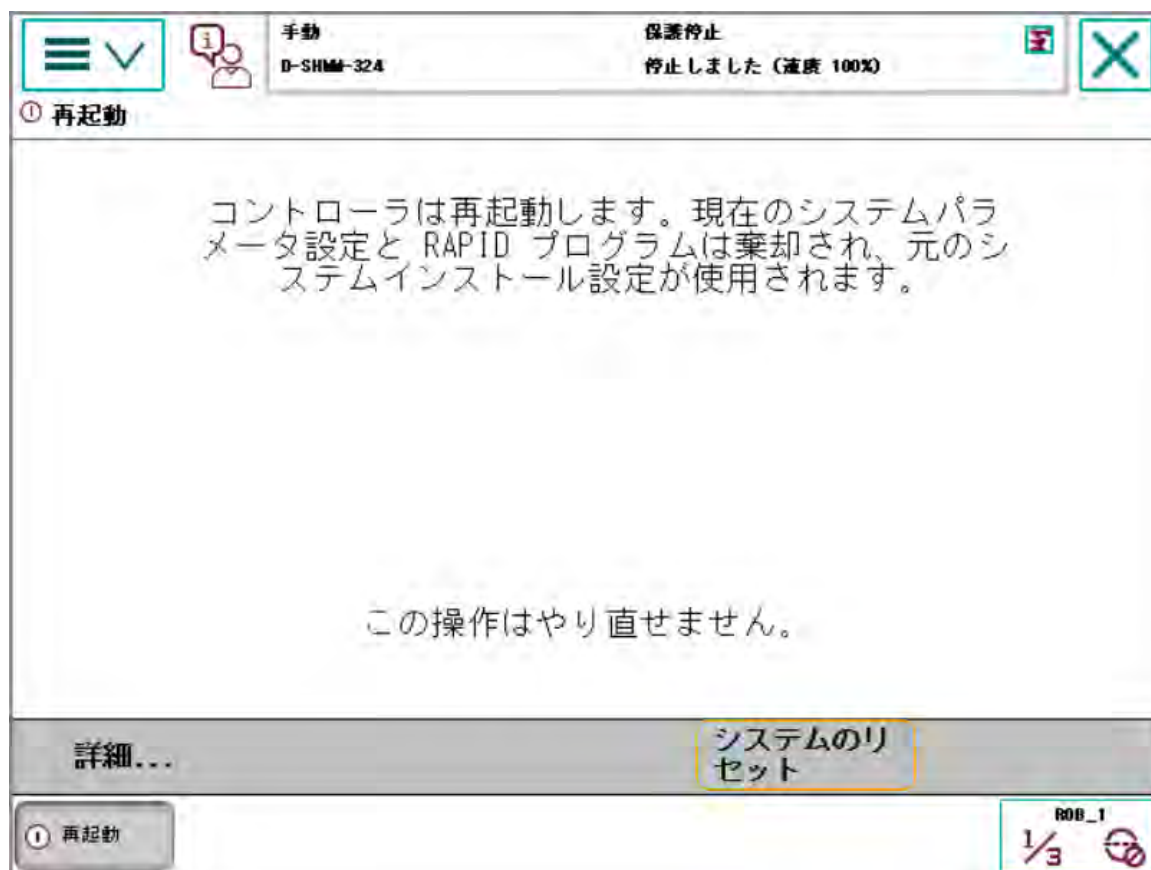 手動
D-SHMM-324
保護停止
停止しました (速度 100%)
再起動
コントローラは再起動します。現在のシステムパラ
メータ設定と RAPID プログラムは棄却され、元のシ
ステムインストール設定が使用されます。
この操作はやり直せません。
詳細...
システムのリ
セット
再起動
ROB_1
1/3